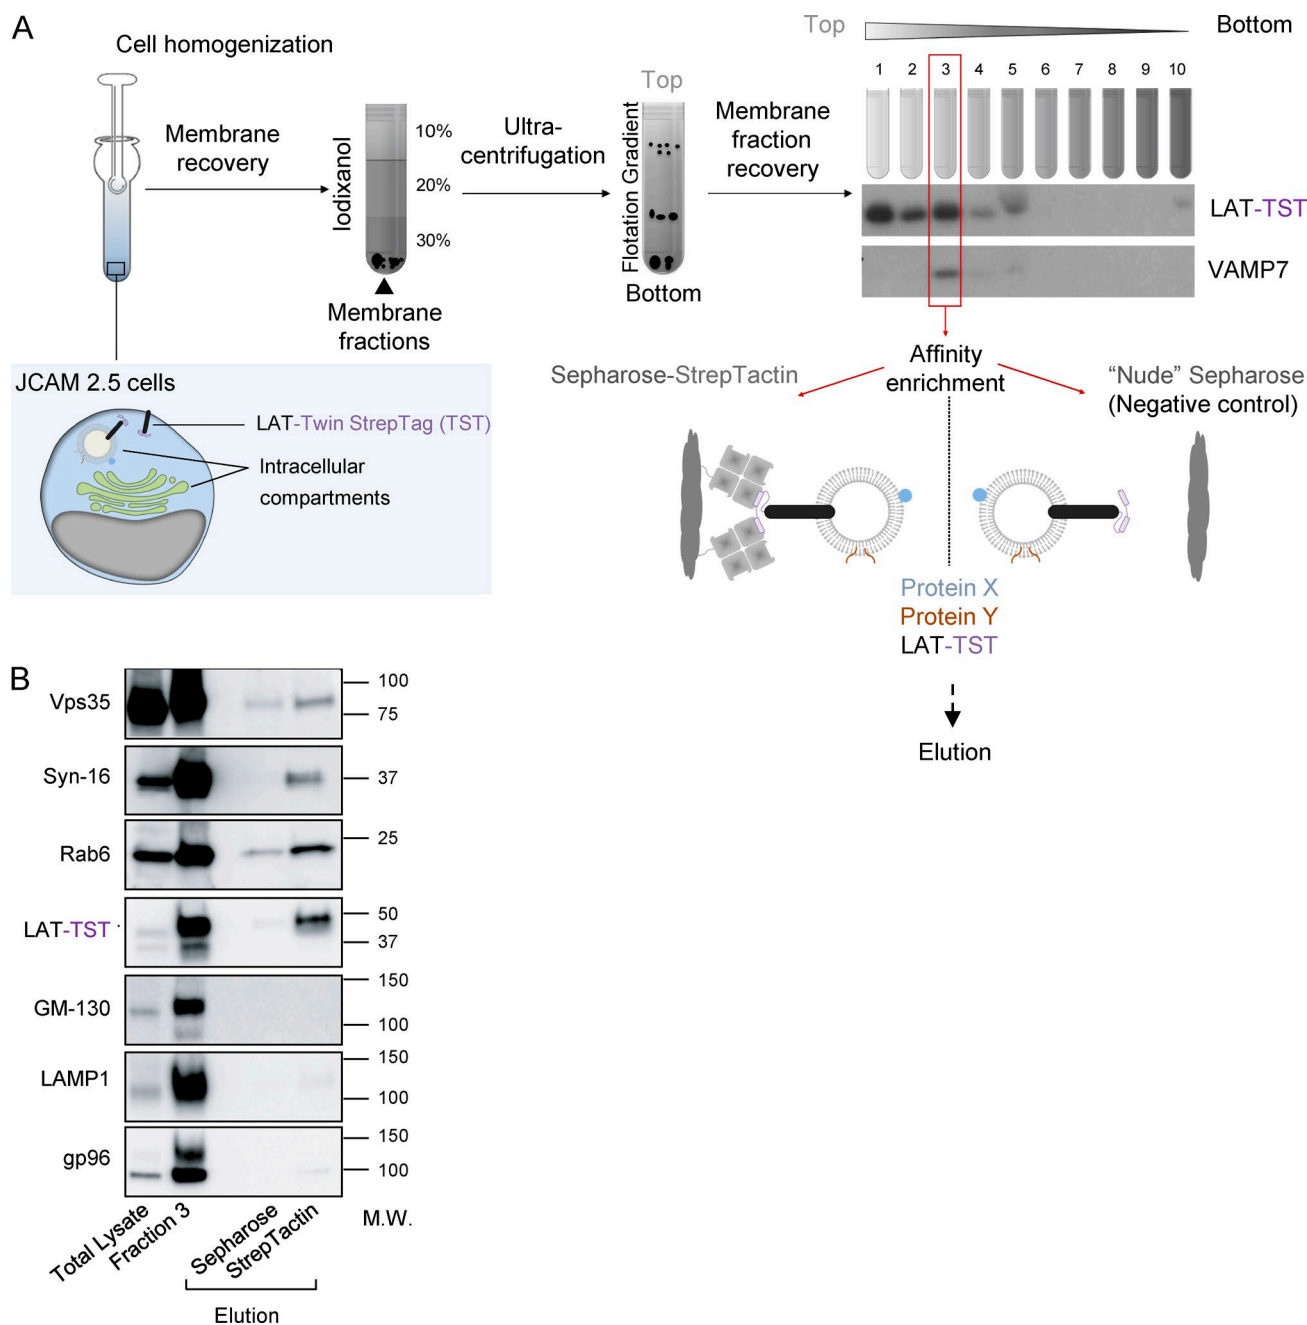 A
Cell homogenization
Membrane
recovery
Iodixanol
10%
20%
30%
Membrane
fractions
Ultra-
centrifugation
Top
Flotation Gradient
Bottom
Membrane
fraction
recovery
Top
Bottom
1 2 3 4 5 6 7 8 9 10
LAT-TST
VAMP7
JCAM 2.5 cells
LAT-Twin StrepTag (TST)
Intracellular
compartments
Affinity
enrichment
Sepharose-StrepTactin
“Nude” Sepharose
(Negative control)
Protein X
Protein Y
LAT-TST
Elution
B
Vps35
100
75
Syn-16
37
Rab6
25
LAT-TST
50
37
GM-130
150
100
LAMP1
150
100
gp96
150
100
Total Lysate
Fraction 3
Sepharose
StrepTactin
M.W.
Elution